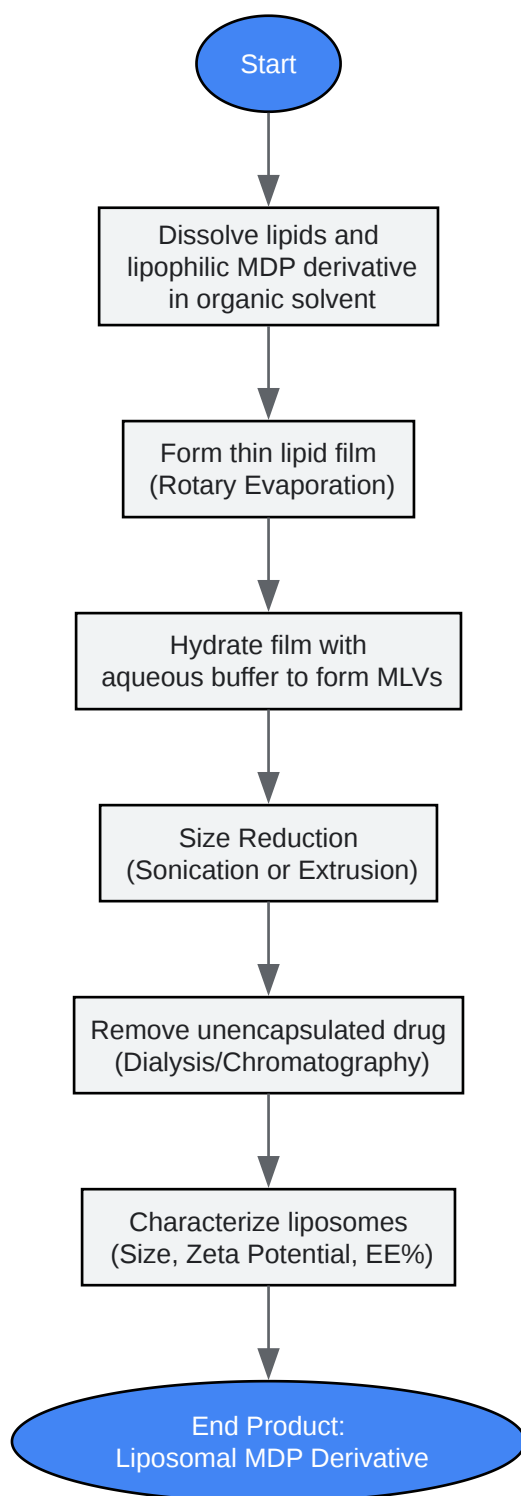 Start
Dissolve lipids and
lipophilic MDP derivative
in organic solvent
Form thin lipid film
(Rotary Evaporation)
Hydrate film with
aqueous buffer to form MLVs
Size Reduction
(Sonication or Extrusion)
Remove unencapsulated drug
(Dialysis/Chromatography)
Characterize liposomes
(Size, Zeta Potential, EE%)
End Product:
Liposomal MDP Derivative